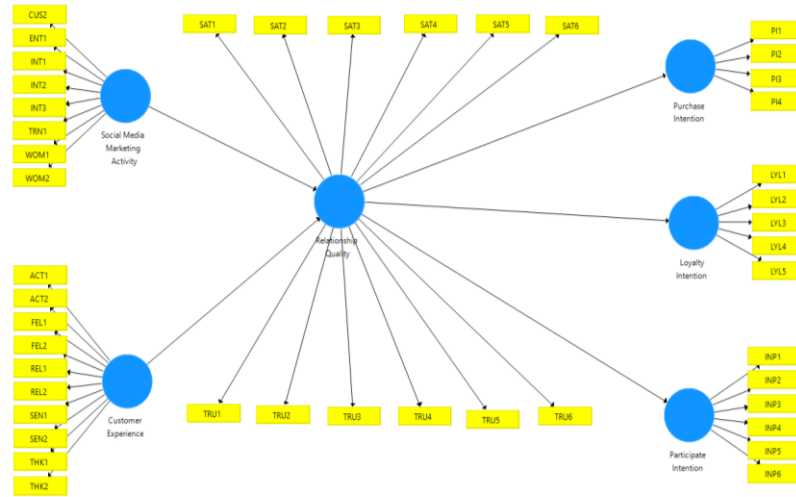 CUS2
ENT1
INT1
INT2
INT3
TRN1
WOM1
WOM2
Social Media
Marketing
Activity
SAT1
SAT2
SAT3
SAT4
SAT5
SAT6
PI1
PI2
PI3
PI4
Purchase
Intention
Relationship
Quality
LYL1
LYL2
LYL3
LYL4
LYL5
Loyalty
Intention
ACT1
ACT2
FEL1
FEL2
REL1
REL2
SEN1
SEN2
THK1
THK2
Customer
Experience
TRU1
TRU2
TRU3
TRU4
TRU5
TRU6
INP1
INP2
INP3
INP4
INP5
INP6
Participate
Intention